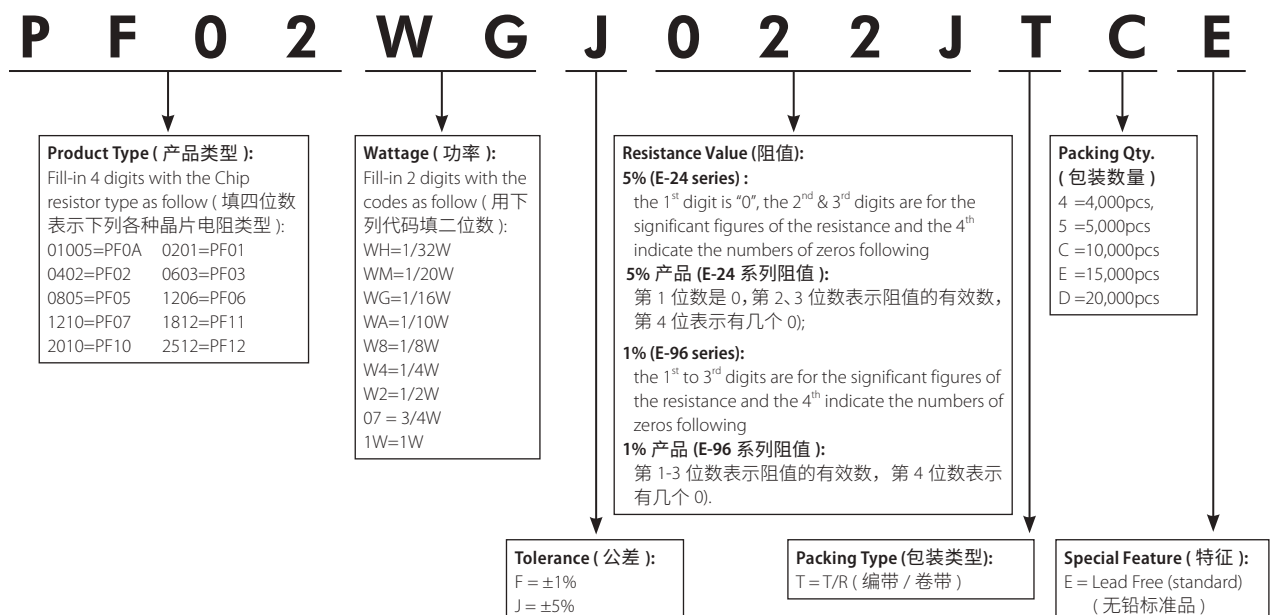 P F 0 2 W G J 0 2 2 J T C E
Product Type ( 产品类型 ):
Fill-in 4 digits with the Chip
resistor type as follow ( 填四位数
表示下列各种晶片电阻类型 ):
01005=PF0A 0201=PF01
0402=PF02 0603=PF03
0805=PF05 1206=PF06
1210=PF07 1812=PF11
2010=PF10 2512=PF12
Wattage ( 功率 ):
Fill-in 2 digits with the
codes as follow ( 用下
列代码填二位数 ):
WH=1/32W
WM=1/20W
WG=1/16W
WA=1/10W
W8=1/8W
W4=1/4W
W2=1/2W
07 = 3/4W
1W=1W
Resistance Value (阻值):
5% (E-24 series) :
the 1st digit is “0”, the 2nd & 3rd digits are for the
significant figures of the resistance and the 4th
indicate the numbers of zeros following
5% 产品 (E-24 系列阻值 ):
第 1 位数是 0, 第 2、3 位数表示阻值的有效数,
第 4 位表示有几个 0);
1% (E-96 series):
the 1st to 3rd digits are for the significant figures of
the resistance and the 4th indicate the numbers of
zeros following
1% 产品 (E-96 系列阻值 ):
第 1-3 位数表示阻值的有效数，第 4 位数表示
有几个 0).
Packing Qty.
( 包装数量 )
4 =4,000pcs,
5 =5,000pcs
C =10,000pcs
E =15,000pcs
D =20,000pcs
Tolerance ( 公差 ):
F = ±1%
J = ±5%
Packing Type (包装类型):
T = T/R ( 编带 / 卷带 )
Special Feature ( 特征 ):
E = Lead Free (standard)
( 无铅标准品 )